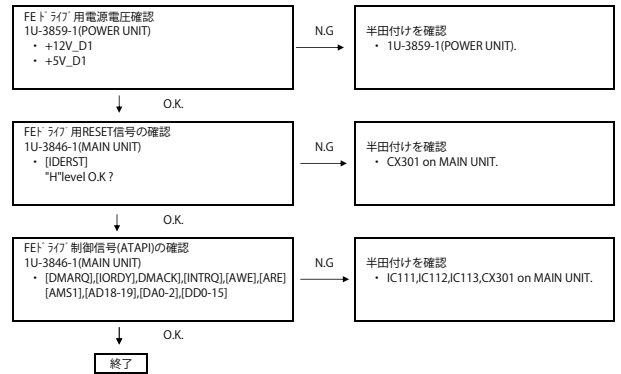 FEﾄﾞﾗｲﾌﾞ用電源電圧確認
1U-3859-1(POWER UNIT)
・ +12V_D1
・ +5V_D1
N.G
半田付けを確認
・ 1U-3859-1(POWER UNIT).
O.K.
FEﾄﾞﾗｲﾌﾞ用RESET信号の確認
1U-3846-1(MAIN UNIT)
・ [IDERST]
"H"level O.K ?
N.G
半田付けを確認
・ CX301 on MAIN UNIT.
O.K.
FEﾄﾞﾗｲﾌﾞ制御信号(ATAPI)の確認
1U-3846-1(MAIN UNIT)
・ [DMARQ],[IORDY],DMACK],[INTRQ],[AWE],[ARE]
[AMS1],[AD18-19],[DA0-2],[DD0-15]
N.G
半田付けを確認
・ IC111,IC112,IC113,CX301 on MAIN UNIT.
O.K.
終了